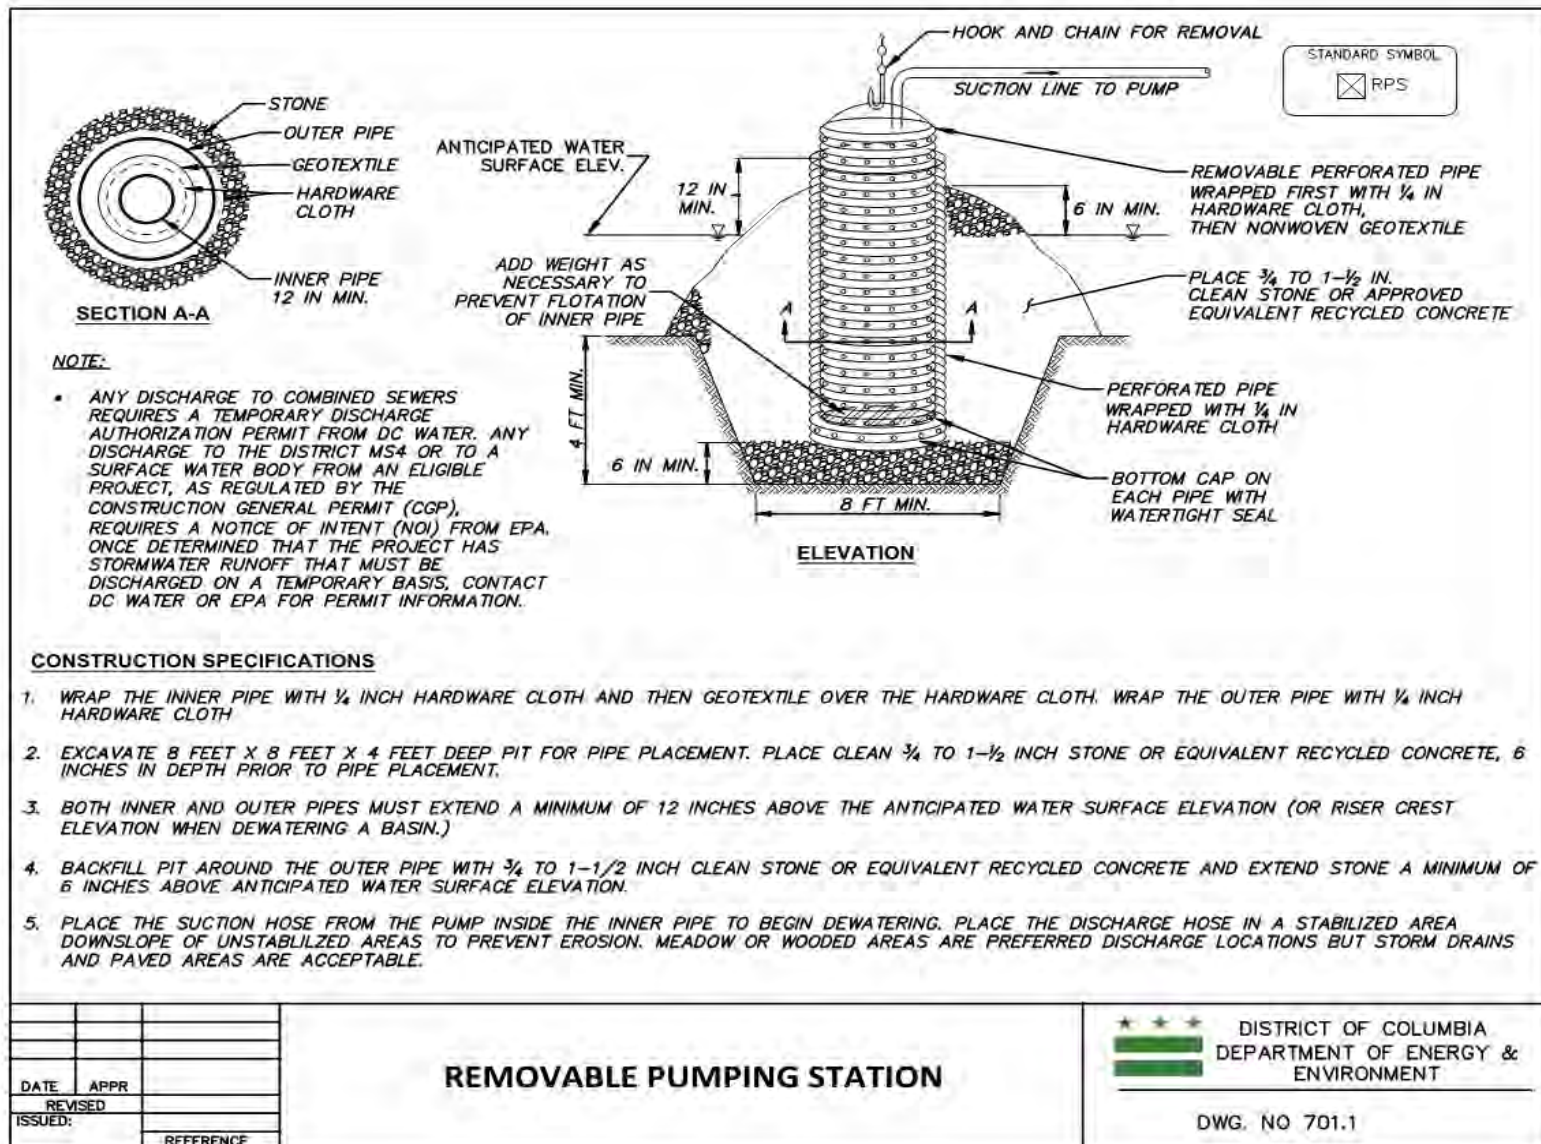 HOOK AND CHAIN FOR REMOVAL
SUCTION LINE TO PUMP
STANDARD SYMBOL
RPS
STONE
OUTER PIPE
GEOTEXTILE
HARDWARE
CLOTH
INNER PIPE
12 IN MIN.
SECTION A-A
ANTICIPATED WATER
SURFACE ELEV.
12 IN
MIN.
6 IN MIN.
REMOVABLE PERFORATED PIPE
WRAPPED FIRST WITH ¼ IN
HARDWARE CLOTH,
THEN NONWOVEN GEOTEXTILE
ADD WEIGHT AS
NECESSARY TO
PREVENT FLOTATION
OF INNER PIPE
PLACE ¾ TO 1-½ IN.
CLEAN STONE OR APPROVED
EQUIVALENT RECYCLED CONCRETE
A
A
4 FT MIN.
6 IN MIN.
8 FT MIN.
PERFORATED PIPE
WRAPPED WITH ¼ IN
HARDWARE CLOTH
BOTTOM CAP ON
EACH PIPE WITH
WATERTIGHT SEAL
ELEVATION
NOTE:
• ANY DISCHARGE TO COMBINED SEWERS
REQUIRES A TEMPORARY DISCHARGE
AUTHORIZATION PERMIT FROM DC WATER. ANY
DISCHARGE TO THE DISTRICT MS4 OR TO A
SURFACE WATER BODY FROM AN ELIGIBLE
PROJECT, AS REGULATED BY THE
CONSTRUCTION GENERAL PERMIT (CGP),
REQUIRES A NOTICE OF INTENT (NOI) FROM EPA.
ONCE DETERMINED THAT THE PROJECT HAS
STORMWATER RUNOFF THAT MUST BE
DISCHARGED ON A TEMPORARY BASIS, CONTACT
DC WATER OR EPA FOR PERMIT INFORMATION.
CONSTRUCTION SPECIFICATIONS
1. WRAP THE INNER PIPE WITH ¼ INCH HARDWARE CLOTH AND THEN GEOTEXTILE OVER THE HARDWARE CLOTH. WRAP THE OUTER PIPE WITH ¼ INCH
HARDWARE CLOTH
2. EXCAVATE 8 FEET X 8 FEET X 4 FEET DEEP PIT FOR PIPE PLACEMENT. PLACE CLEAN ¾ TO 1-½ INCH STONE OR EQUIVALENT RECYCLED CONCRETE, 6
INCHES IN DEPTH PRIOR TO PIPE PLACEMENT.
3. BOTH INNER AND OUTER PIPES MUST EXTEND A MINIMUM OF 12 INCHES ABOVE THE ANTICIPATED WATER SURFACE ELEVATION (OR RISER CREST
ELEVATION WHEN DEWATERING A BASIN.)
4. BACKFILL PIT AROUND THE OUTER PIPE WITH ¾ TO 1-1/2 INCH CLEAN STONE OR EQUIVALENT RECYCLED CONCRETE AND EXTEND STONE A MINIMUM OF
6 INCHES ABOVE ANTICIPATED WATER SURFACE ELEVATION.
5. PLACE THE SUCTION HOSE FROM THE PUMP INSIDE THE INNER PIPE TO BEGIN DEWATERING. PLACE THE DISCHARGE HOSE IN A STABILIZED AREA
DOWNSLOPE OF UNSTABLILZED AREAS TO PREVENT EROSION. MEADOW OR WOODED AREAS ARE PREFERRED DISCHARGE LOCATIONS BUT STORM DRAINS
AND PAVED AREAS ARE ACCEPTABLE.
DATE APPR
REVISED
ISSUED:
REFERENCE
REMOVABLE PUMPING STATION
DISTRICT OF COLUMBIA
DEPARTMENT OF ENERGY &
ENVIRONMENT
DWG. NO 701.1